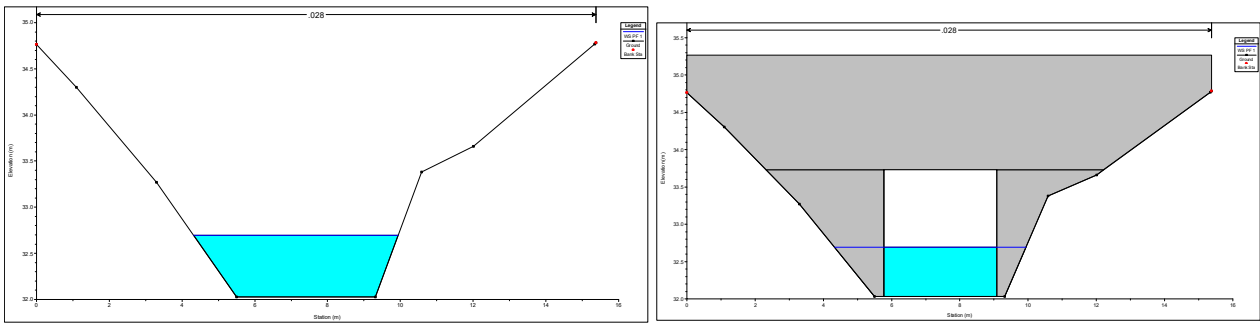 .028
Legend
WS PF 1
Ground
Bank Sta
35.0
34.5
34.0
33.5
33.0
32.5
32.0
Elevation (m)
0 2 4 6 8 10 12 14 16
Station (m)
.028
Legend
WS PF 1
Ground
Bank Sta
35.5
35.0
34.5
34.0
33.5
33.0
32.5
32.0
Elevation (m)
0 2 4 6 8 10 12 14 16
Station (m)